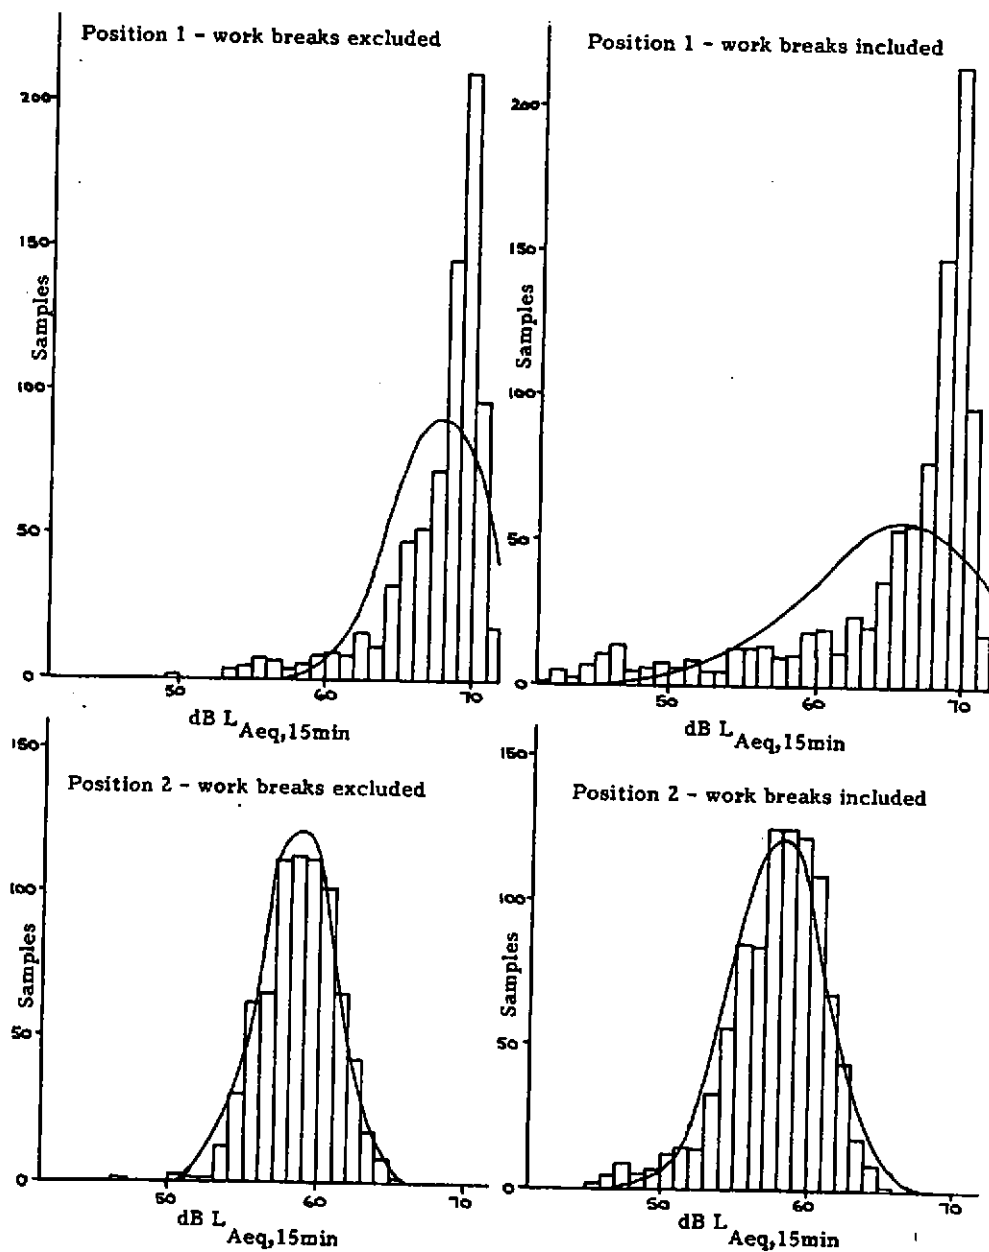 Position 1 - work breaks excluded
200
150
100
50
0
Samples
50
60
70
dB L Aeq,15min
Position 1 - work breaks included
200
150
100
50
0
Samples
50
60
70
dB L Aeq,15min
Position 2 - work breaks excluded
150
100
50
0
Samples
50
60
70
dB L Aeq,15min
Position 2 - work breaks included
150
100
50
0
Samples
50
60
70
dB L Aeq,15min